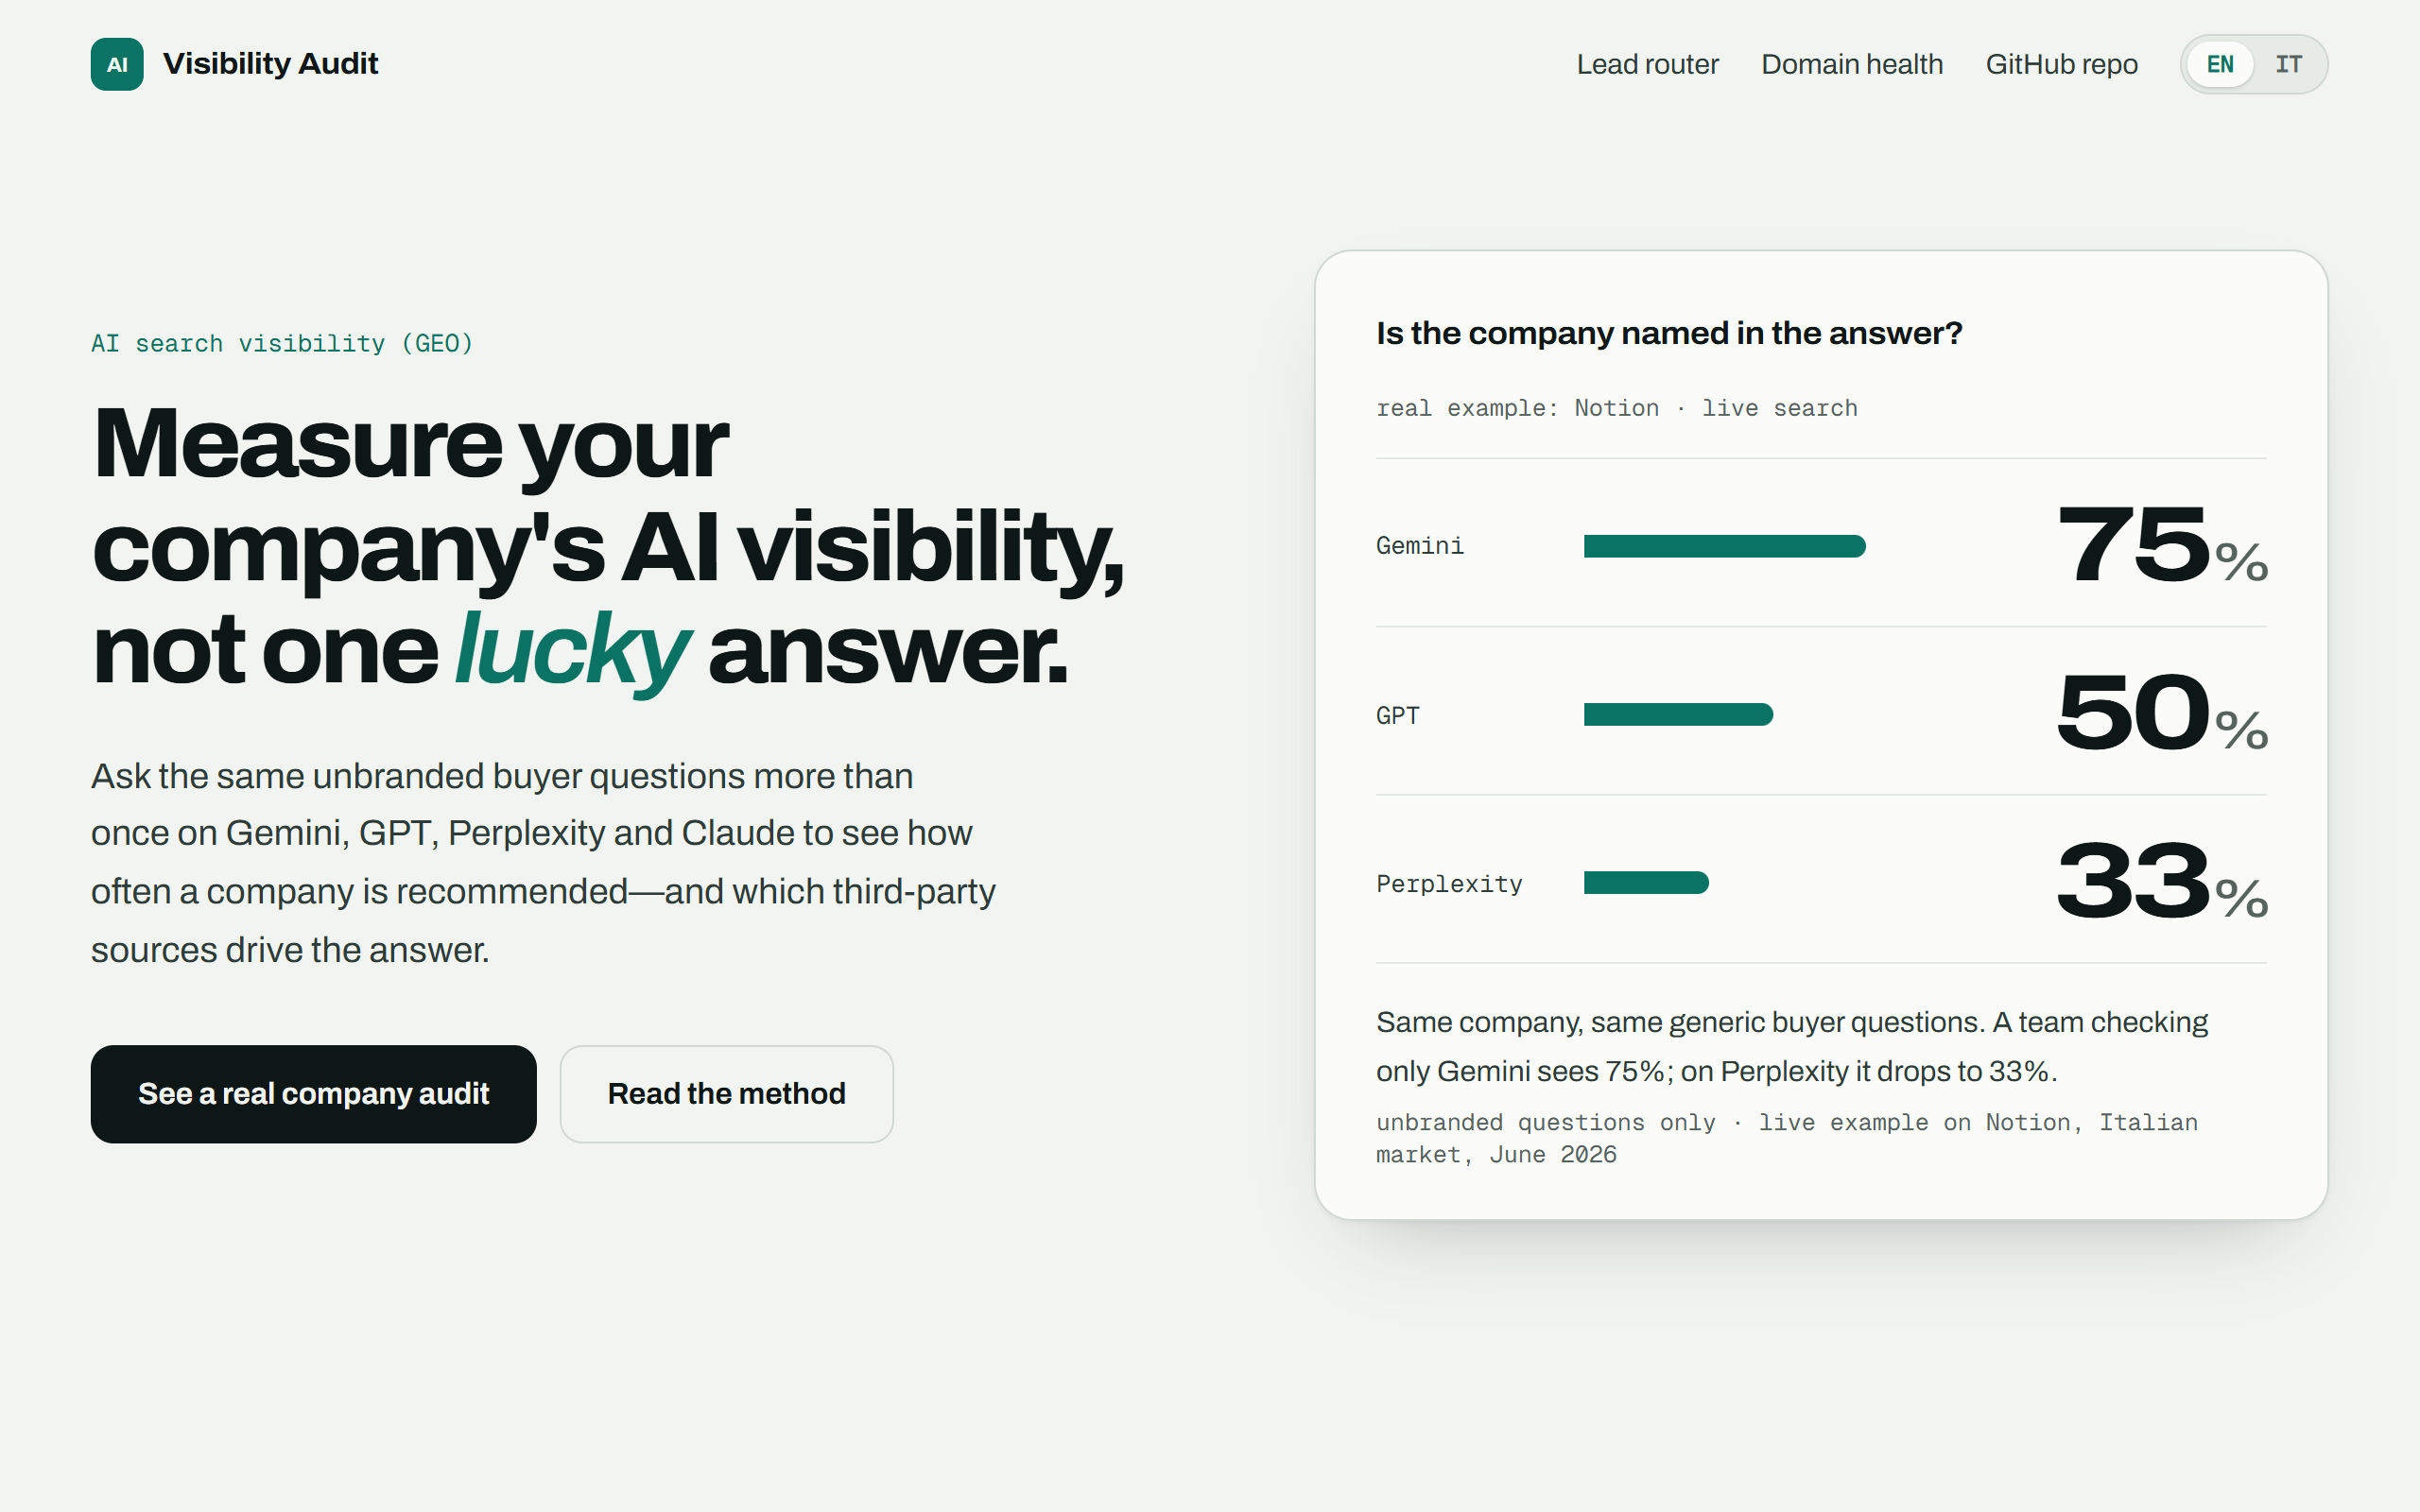 AI Visibility Audit
Lead router
Domain health
GitHub repo
EN IT
AI search visibility (GEO)
Measure your
company's AI visibility,
not one lucky answer.
Ask the same unbranded buyer questions more than
once on Gemini, GPT, Perplexity and Claude to see how
often a company is recommended—and which third-party
sources drive the answer.
See a real company audit
Read the method
Is the company named in the answer?
real example: Notion · live search
Gemini 75%
GPT 50%
Perplexity 33%
Same company, same generic buyer questions. A team checking
only Gemini sees 75%; on Perplexity it drops to 33%.
unbranded questions only · live example on Notion, Italian
market, June 2026